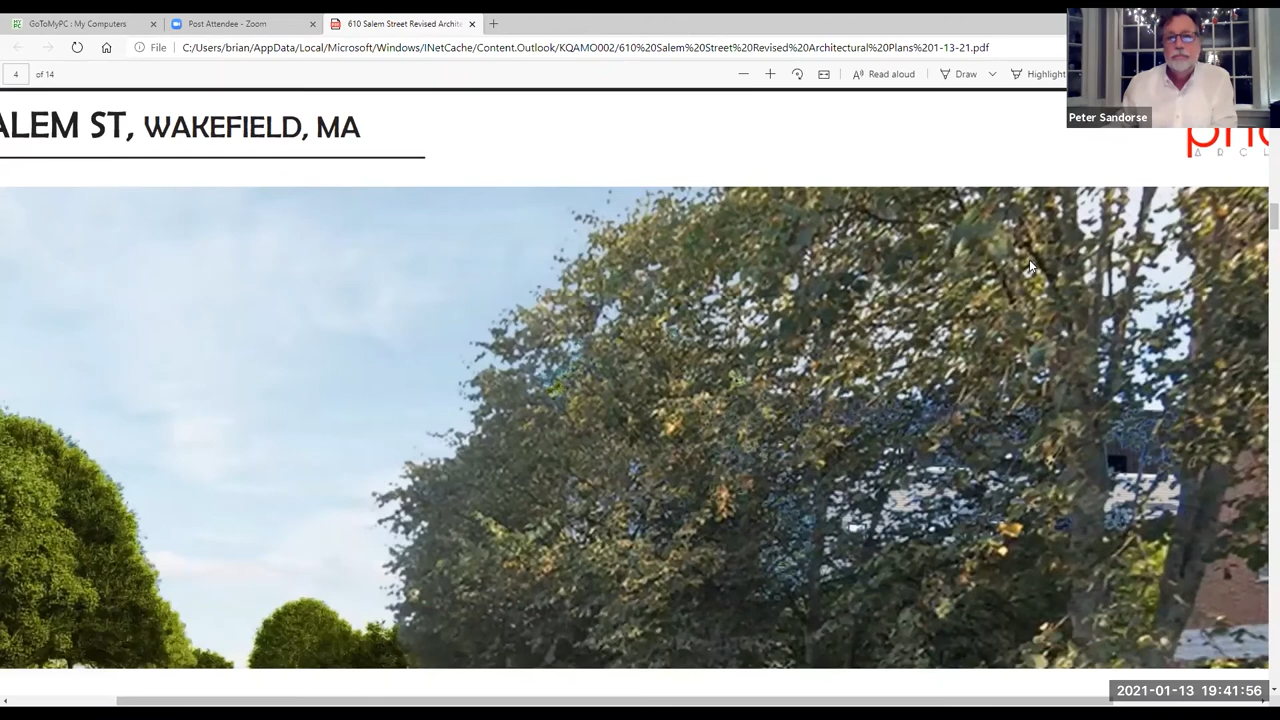 GoToMyPC : My Computers
Post Attendee - Zoom
610 Salem Street Revised Archite
File
C:/Users/brian/AppData/Local/Microsoft/Windows/INetCache/Content.Outlook/KQAMO002/610%20Salem%20Street%20Revised%20Architectural%20Plans%201-13-21.pdf
4 of 14
Read aloud
Draw
Highlight
Peter Sandorse
ALEM ST, WAKEFIELD, MA
A R C
2021-01-13 19:41:56